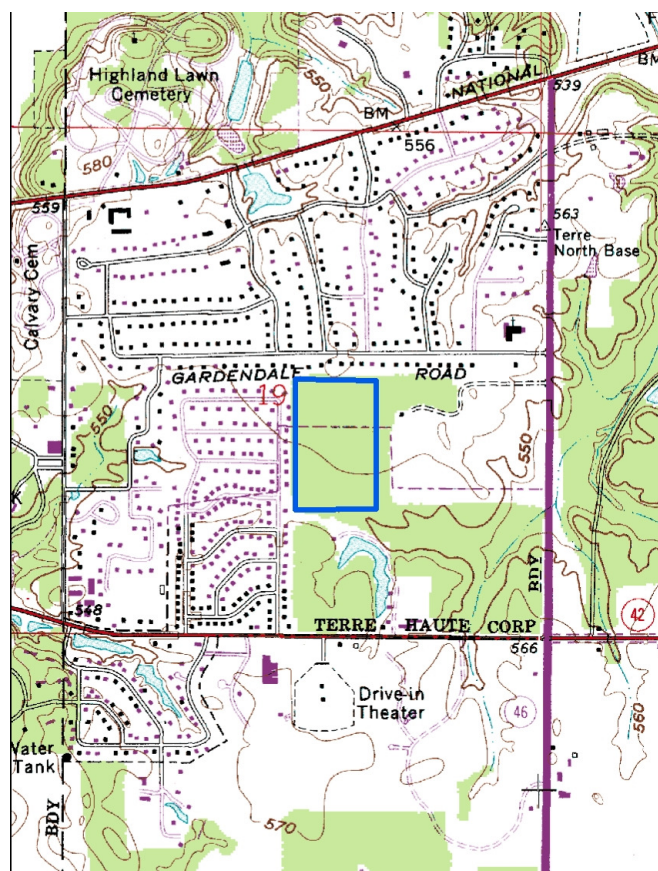 Highland Lawn
Cemetery
550
NATIONAL
539
BM
BM
556
580
559
563
Terre
North Base
Calvary Cem
GARDENDALE ROAD
19
550
550
BDY
42
568
TERRE HAUTE CORP
566
Drive-in
Theater
46
560
Water
Tank
BDY
570